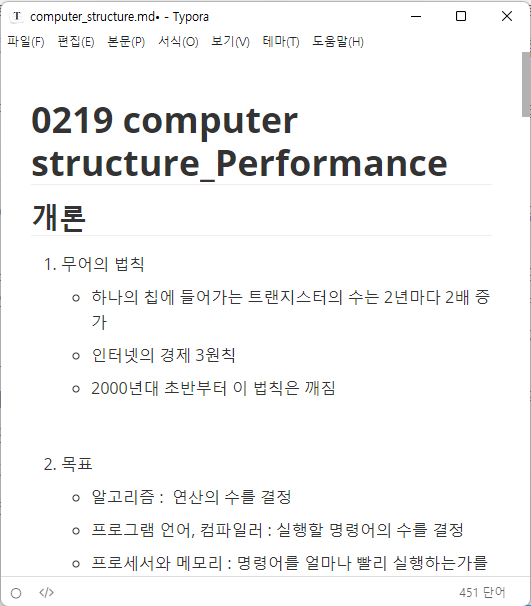 computer_structure.md• - Typora
파일(F) 편집(E) 본문(P) 서식(O) 보기(V) 테마(T) 도움말(H)
0219 computer
structure_Performance
개론
1. 무어의 법칙
하나의 칩에 들어가는 트랜지스터의 수는 2년마다 2배 증
가
인터넷의 경제 3원칙
2000년대 초반부터 이 법칙은 깨짐
2. 목표
알고리즘 : 연산의 수를 결정
프로그램 언어, 컴파일러 : 실행할 명령어의 수를 결정
프로세서와 메모리 : 명령어를 얼마나 빨리 실행하는가를
451 단어